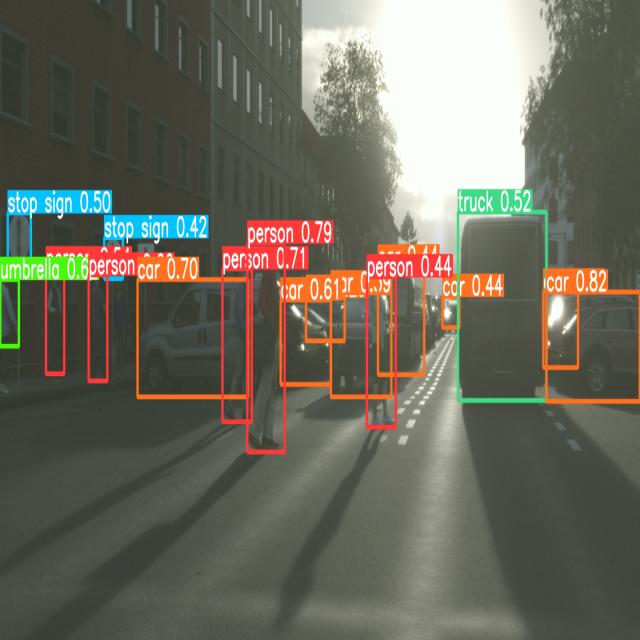 stop sign 0.50
stop sign 0.42
truck 0.52
person 0.79
person 0.71
person 0.44
umbrella 0.6
person
car 0.70
car 0.61
car 0.44
car 0.82